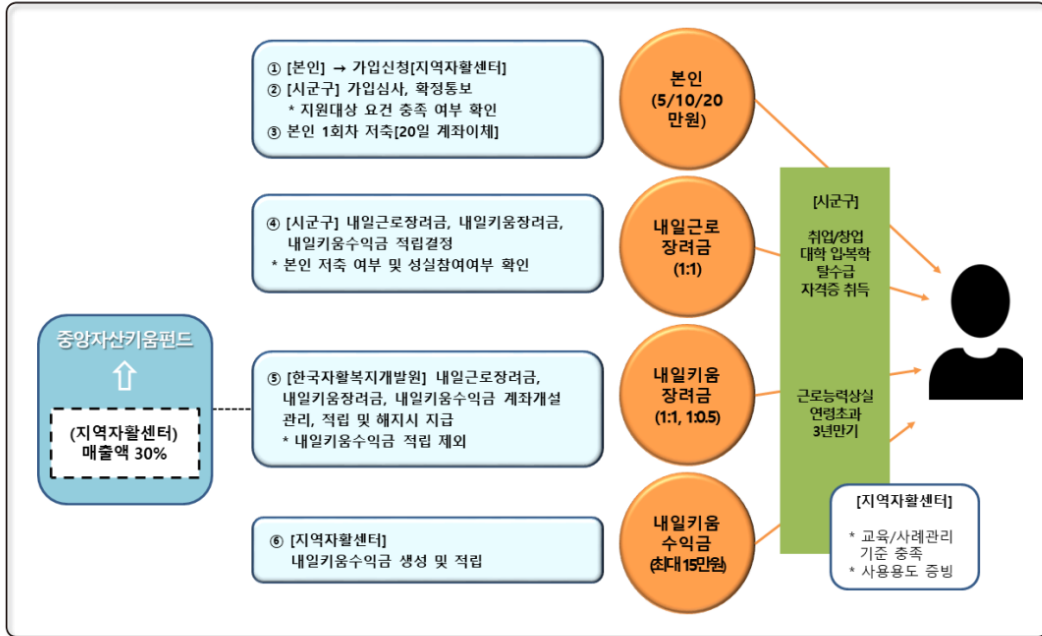 ① [본인] → 가입신청[지역자활센터]
② [시군구] 가입심사, 확정통보
* 지원대상 요건 충족 여부 확인
③ 본인 1회차 저축[20일 계좌이체]
본인
(5/10/20
만원)
④ [시군구] 내일근로장려금, 내일키움장려금,
내일키움수익금 적립결정
* 본인 저축 여부 및 성실참여여부 확인
내일근로
장려금
(1:1)
중앙자산키움펀드
(지역자활센터)
매출액 30%
⑤ [한국자활복지개발원] 내일근로장려금,
내일키움장려금, 내일키움수익금 계좌개설
관리, 적립 및 해지시 지급
* 내일키움수익금 적립 제외
내일키움
장려금
(1:1, 1:0.5)
⑥ [지역자활센터]
내일키움수익금 생성 및 적립
내일키움
수익금
(최대 15만원)
[시군구]
취업/창업
대학 입복학
탈수급
자격증 취득
근로능력상실
연령초과
3년만기
[지역자활센터]
* 교육/사례관리
기준 충족
* 사용용도 증빙